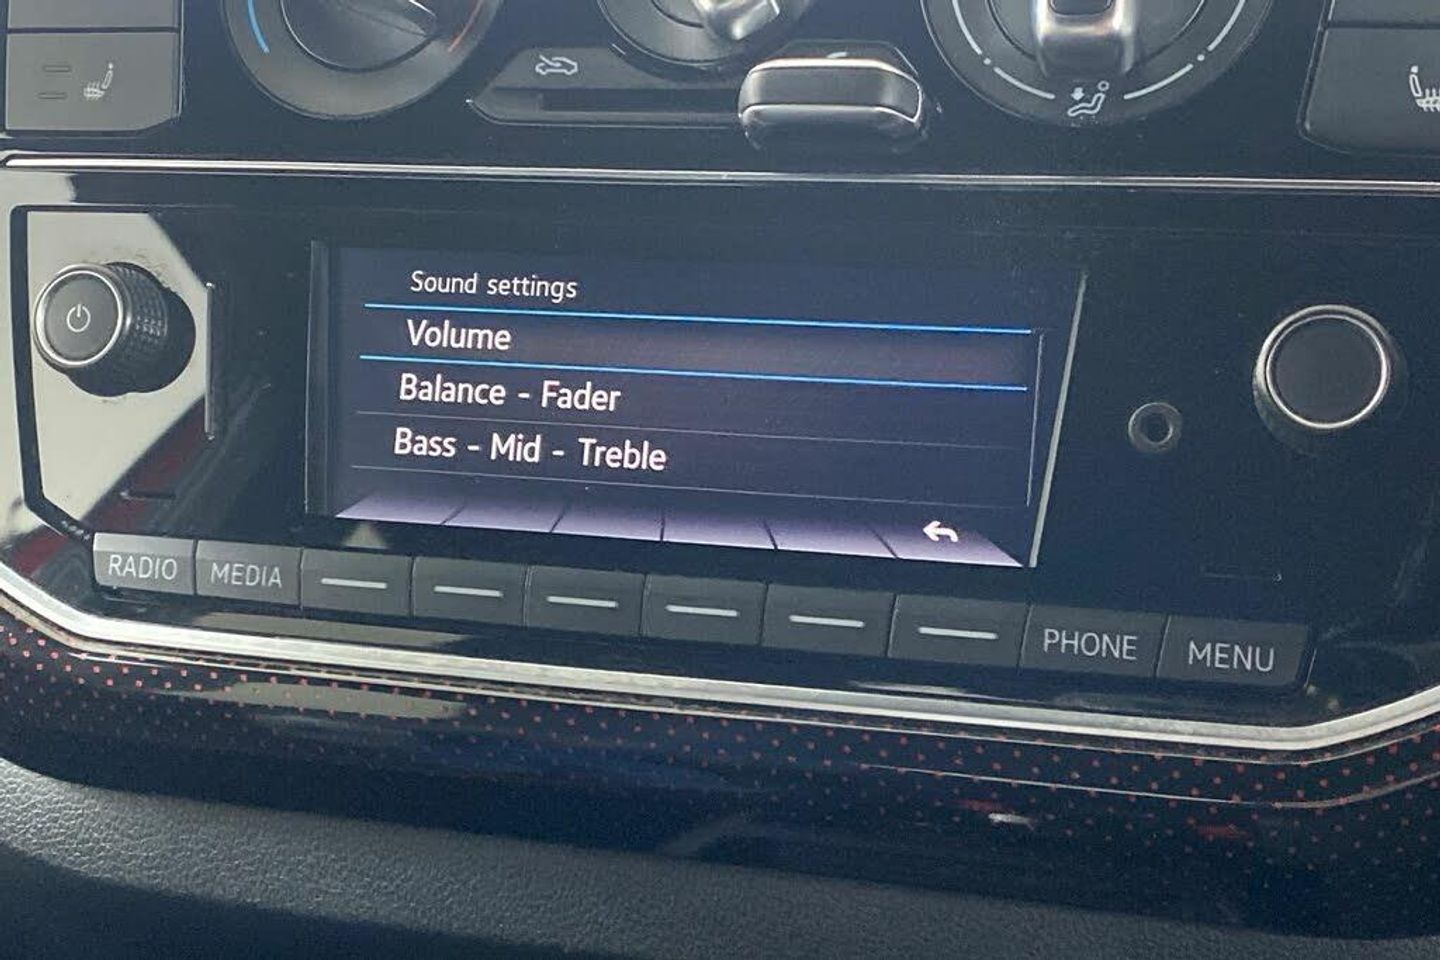 Sound settings
Volume
Balance - Fader
Bass - Mid - Treble
RADIO MEDIA PHONE MENU